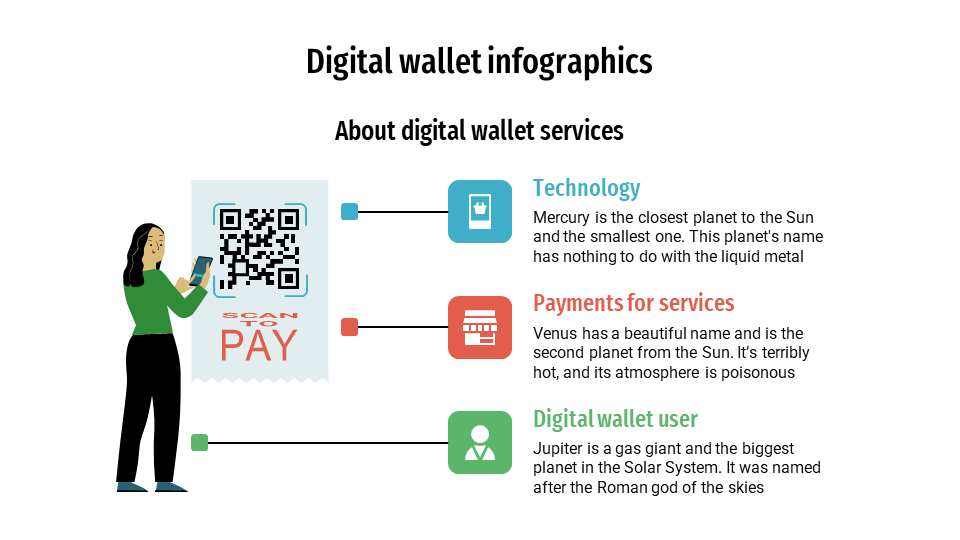 Digital wallet infographics
About digital wallet services
SCAN
TO
PAY
Technology
Mercury is the closest planet to the Sun
and the smallest one. This planet's name
has nothing to do with the liquid metal
Payments for services
Venus has a beautiful name and is the
second planet from the Sun. It’s terribly
hot, and its atmosphere is poisonous
Digital wallet user
Jupiter is a gas giant and the biggest
planet in the Solar System. It was named
after the Roman god of the skies